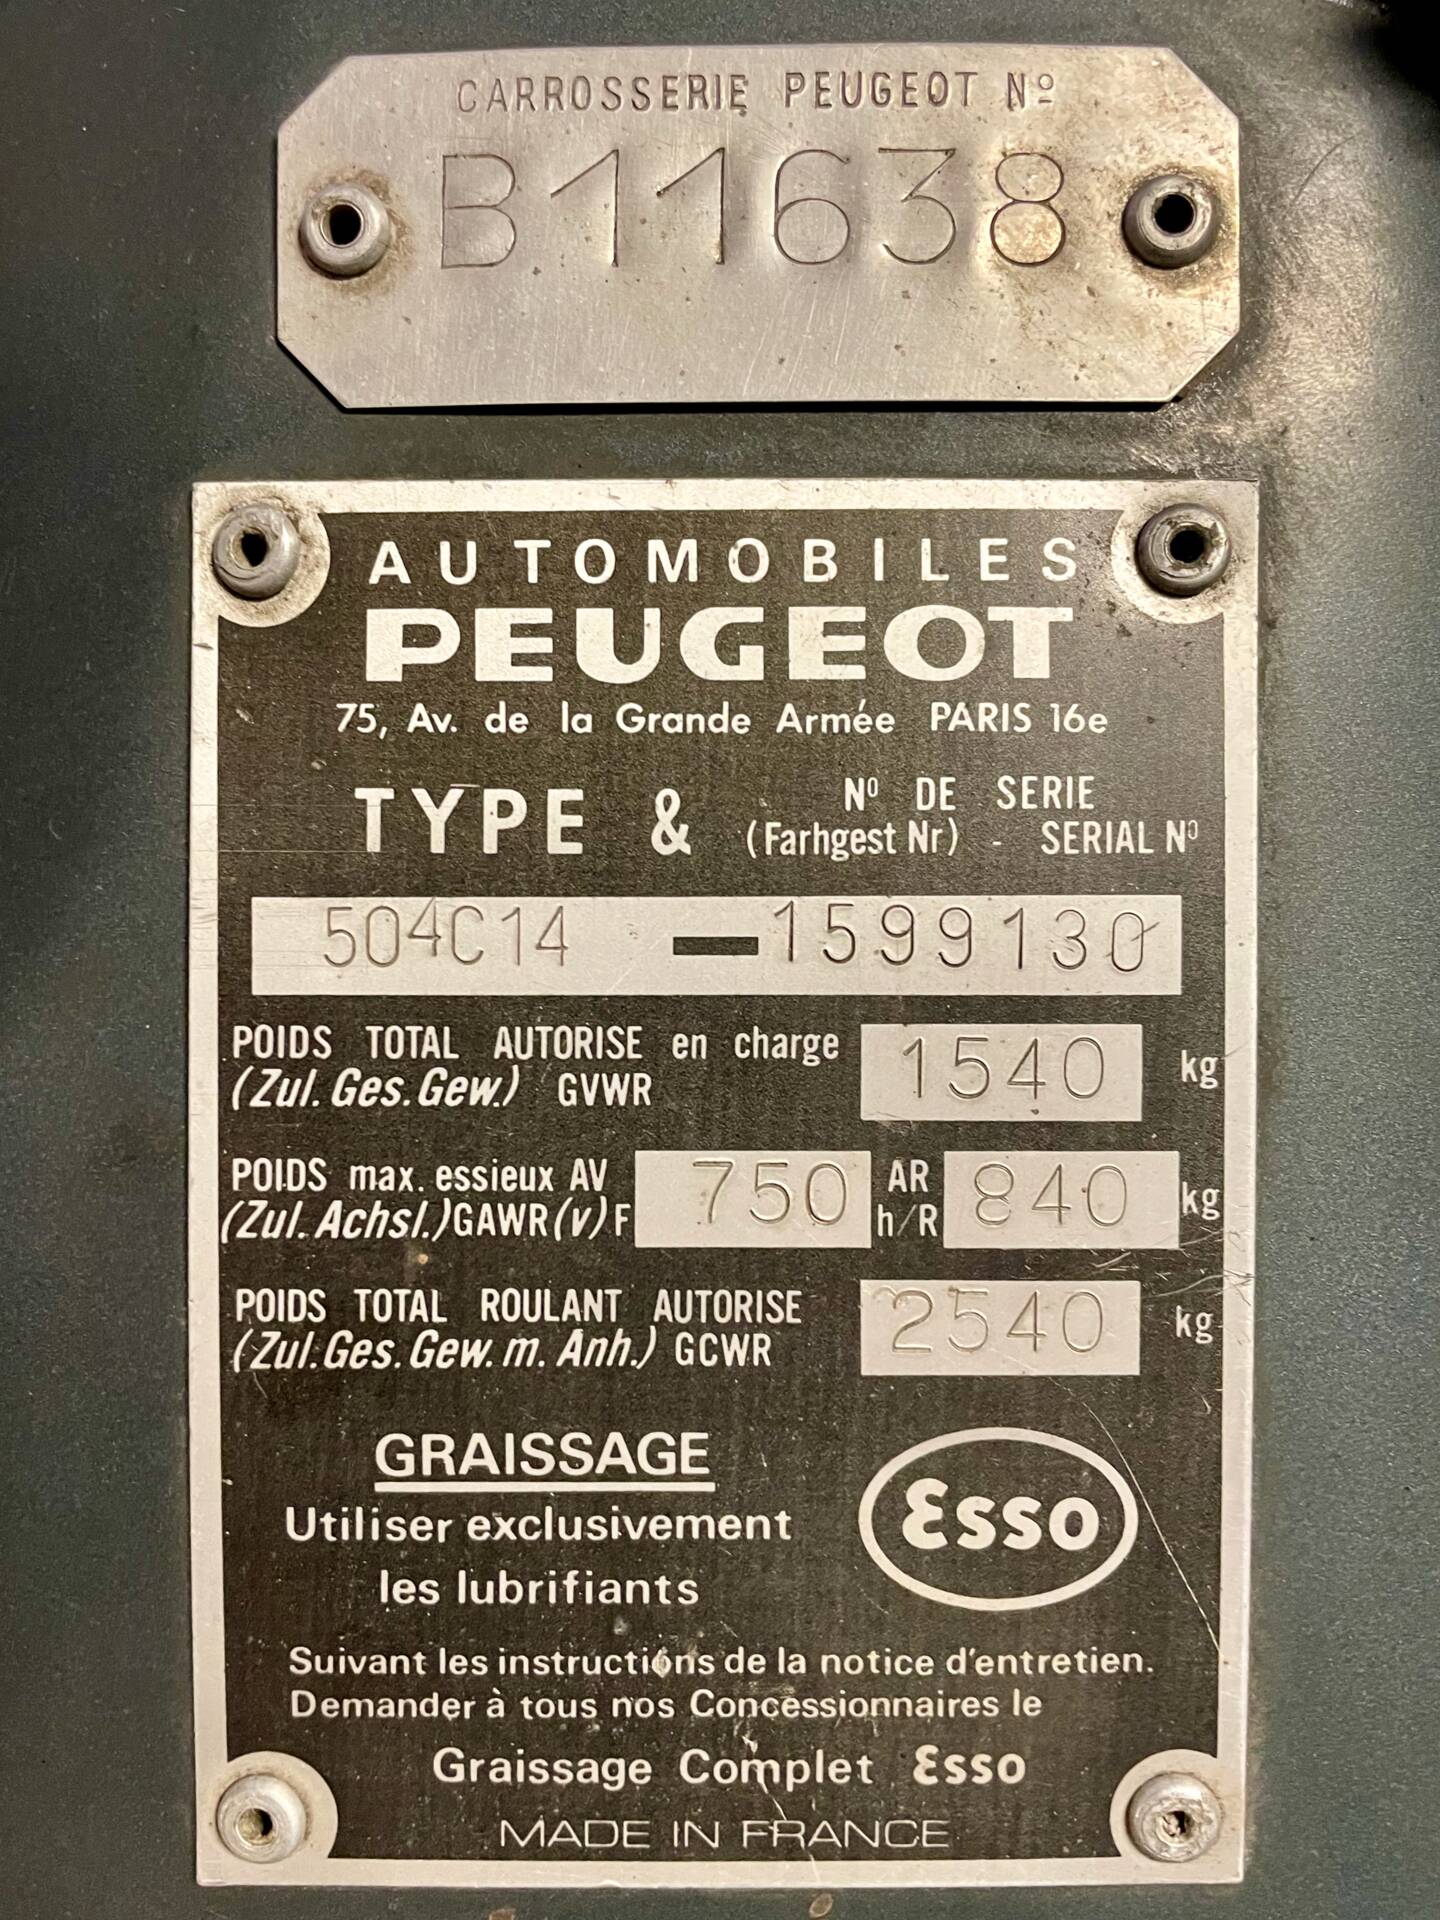 CARROSSERIE PEUGEOT Nº
B11638
AUTOMOBILES
PEUGEOT
75, Av. de la Grande Armée PARIS 16e
TYPE & Nº DE SERIE
(Farhgest Nr) - SERIAL Nº
504C14 — 1599130
POIDS TOTAL AUTORISE en charge 1540 kg
(Zul. Ges. Gew.) GVWR
POIDS max. essieux AV 750 AR 840 kg
(Zul. Achsl.) GAWR (v) F h/R
POIDS TOTAL ROULANT AUTORISE 2540 kg
(Zul. Ges. Gew. m. Anh.) GCWR
GRAISSAGE
Utiliser exclusivement
les lubrifiants
Esso
Suivant les instructions de la notice d'entretien.
Demander à tous nos Concessionnaires le
Graissage Complet Esso
MADE IN FRANCE